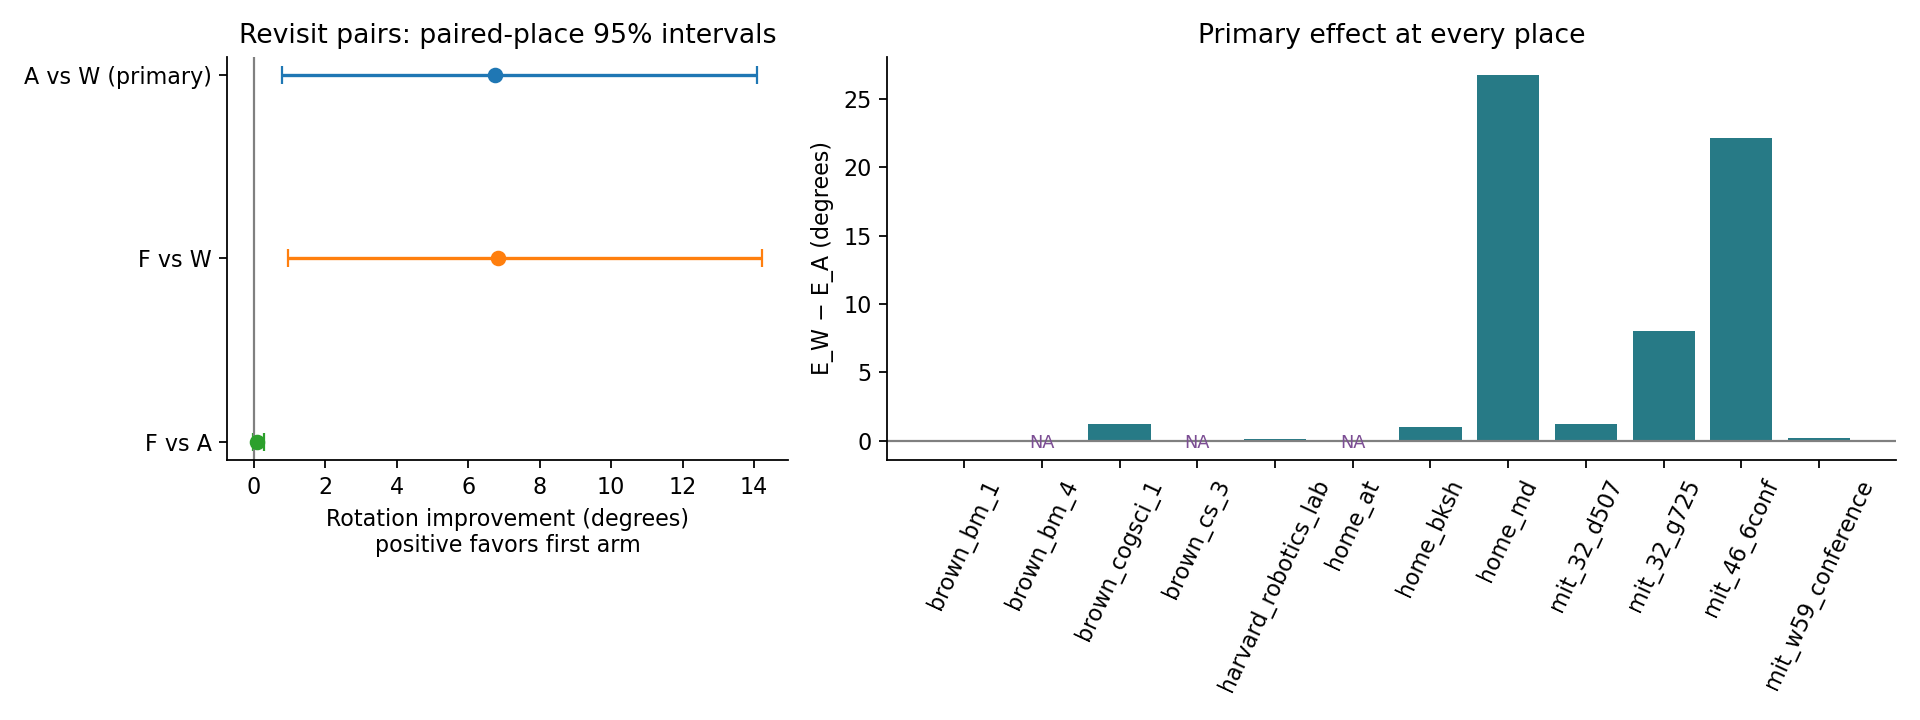 Revisit pairs: paired-place 95% intervals
A vs W (primary)
F vs W
F vs A
0 2 4 6 8 10 12 14
Rotation improvement (degrees)
positive favors first arm
Primary effect at every place
E_W − E_A (degrees)
25
20
15
10
5
0
NA NA NA
brown_bm_1
brown_bm_4
brown_cogsci_1
brown_cs_3
harvard_robotics_lab
home_at
home_bksh
home_md
mit_32_d507
mit_32_g725
mit_46_6conf
mit_w59_conference